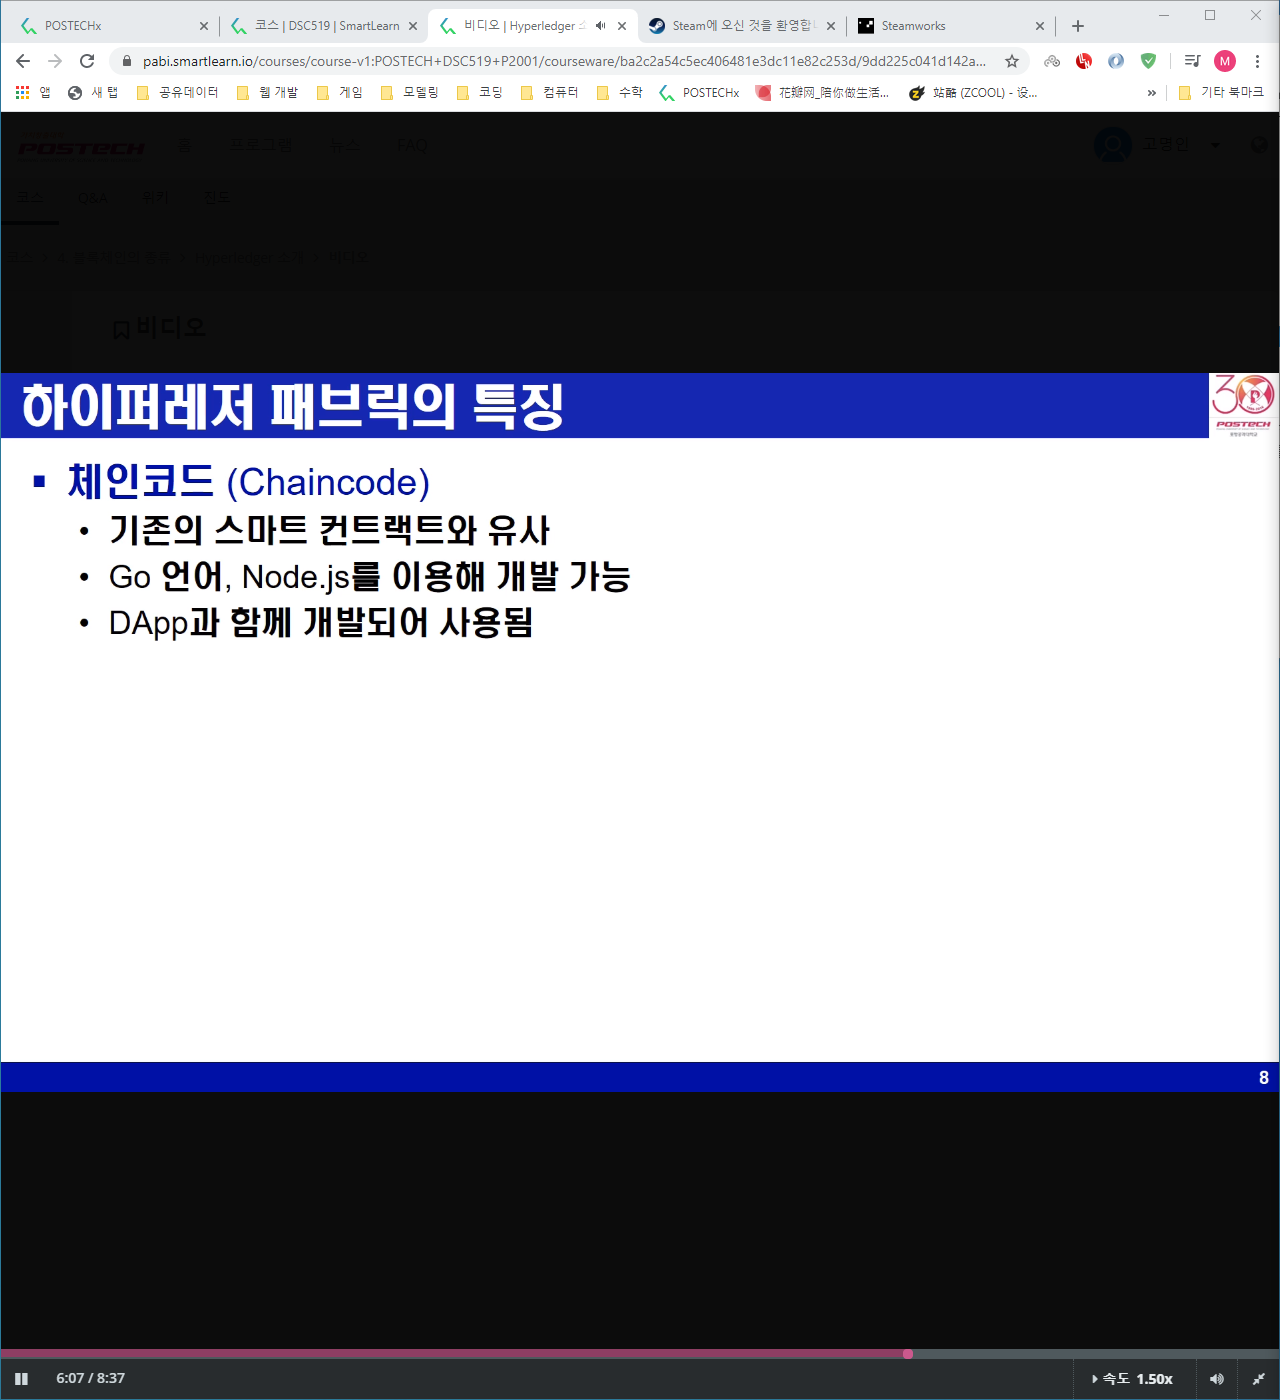 POSTECHx
코스 | DSC519 | SmartLearn
비디오 | Hyperledger
Steam에 오신 것을 환영합
Steamworks
pabi.smartlearn.io/courses/course-v1:POSTECH+DSC519+P2001/courseware/ba2c2a54c5ec406481e3dc11e82c253d/9dd225c041d142a...
M
앱
새 탭
공유데이터
웹 개발
게임
모델링
코딩
컴퓨터
수학
POSTECHx
花瓣网_陪你做生活...
站酷 (ZCOOL) - 设...
»
기타 북마크
POSTECH
홈
프로그램
뉴스
FAQ
고영인
코스
Q&A
위키
진도
비디오
비디오
하이퍼레저 패브릭의 특징
30
POSTECH
체인코드 (Chaincode)
• 기존의 스마트 컨트랙트와 유사
• Go 언어, Node.js를 이용해 개발 가능
• DApp과 함께 개발되어 사용됨
8
6:07 / 8:37
속도 1.50x